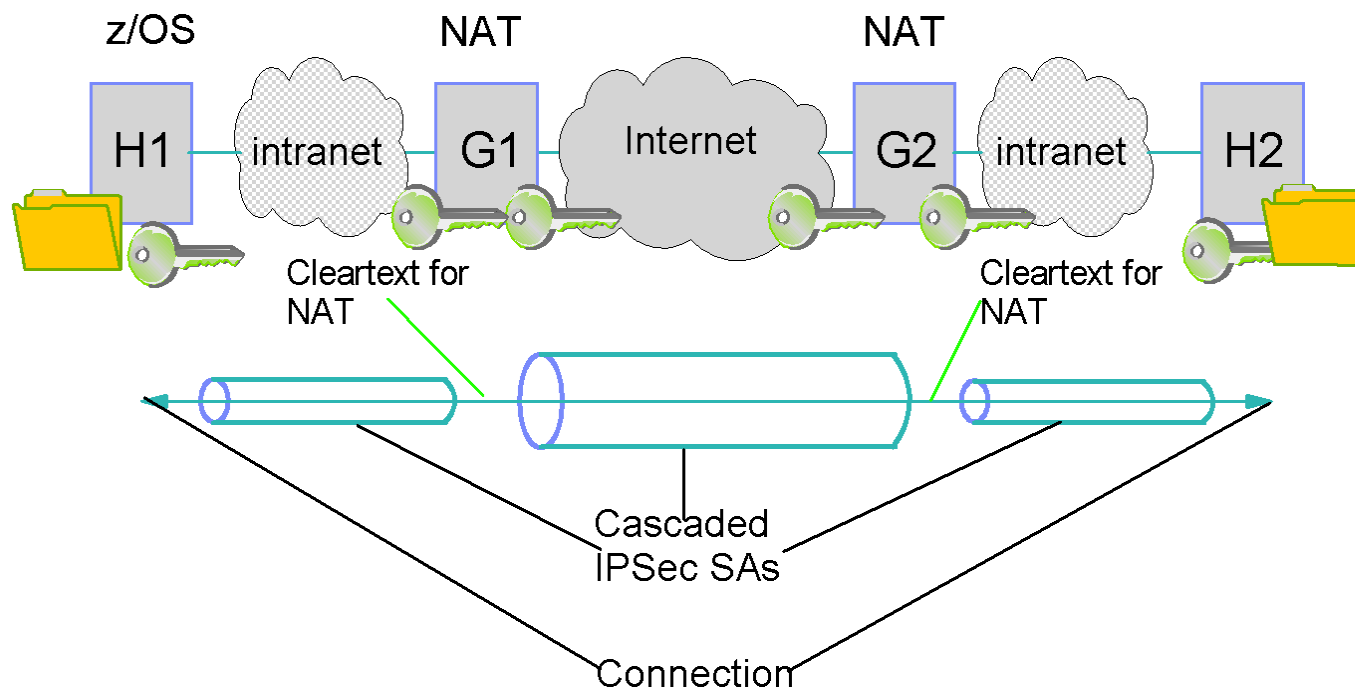 z/OS
NAT
NAT
H1
intranet
G1
Internet
G2
intranet
H2
Cleartext for
NAT
Cleartext for
NAT
Cascaded
IPSec SAs
Connection